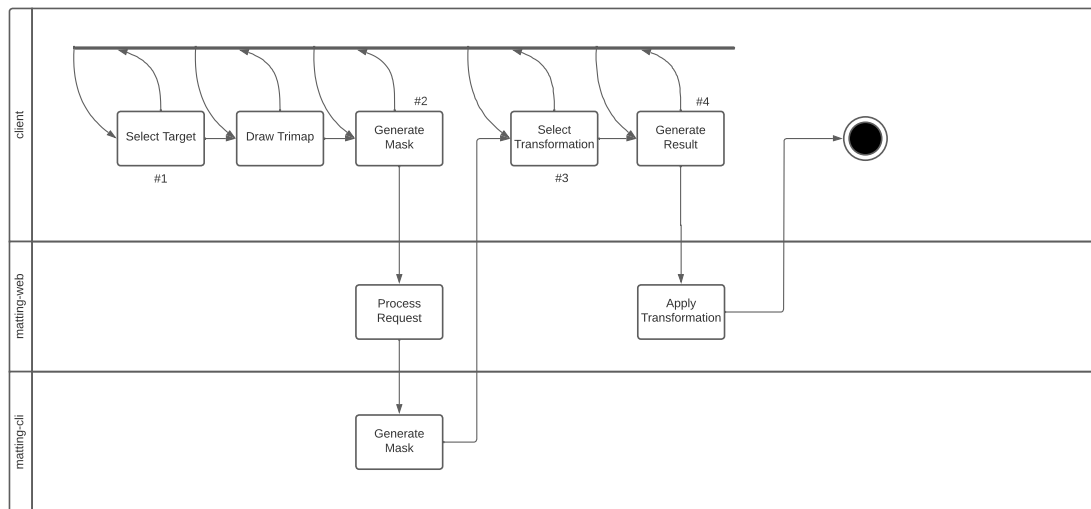 client
#2
#4
Select Target
Draw Trimap
Generate
Mask
Select
Transformation
Generate
Result
#1
#3
matting-web
Process
Request
Apply
Transformation
matting-cli
Generate
Mask